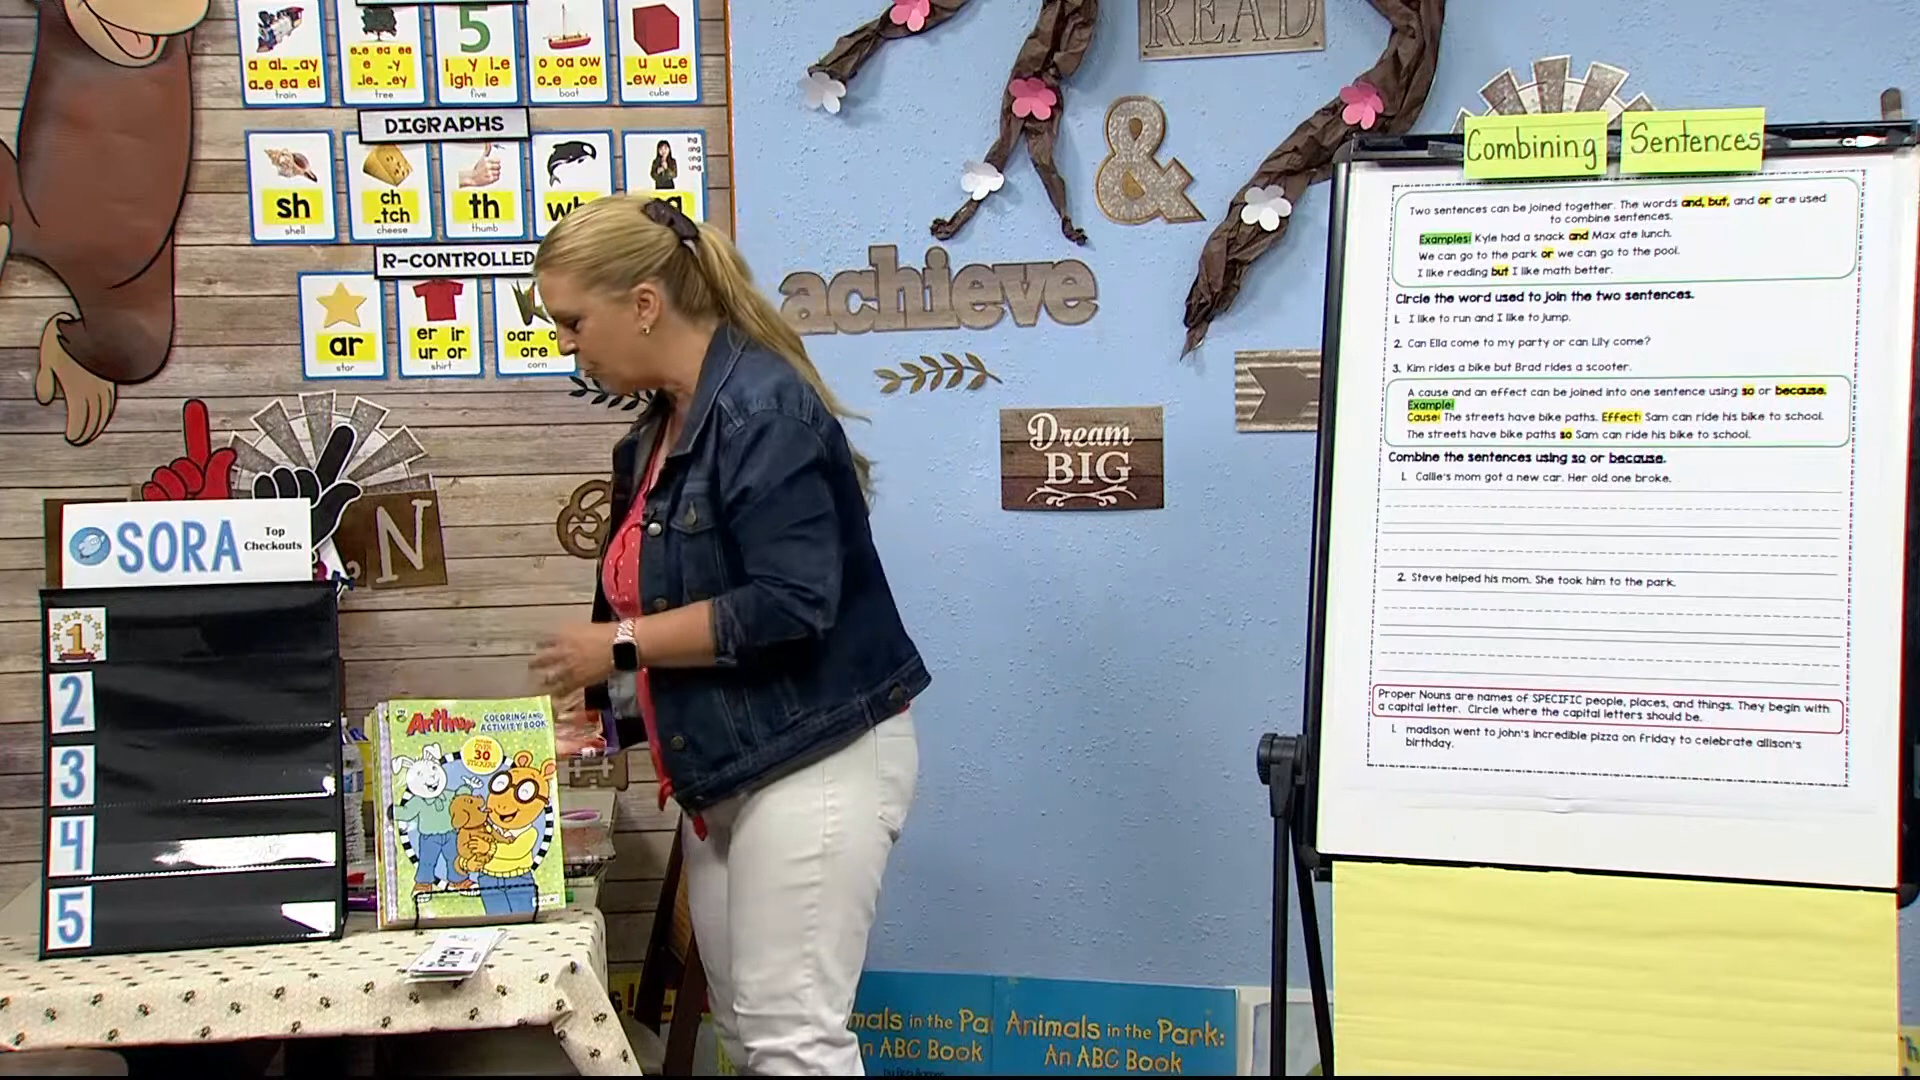 a ai_ _ay
a_e ea ei
train
e_e ea ee
e _y
_ie_ _ey
tree
5
i y i_e
igh ie
five
o oa ow
o_e _oe
boat
u u_e
_ew _ue
cube
DIGRAPHS
sh
shell
ch
_tch
cheese
th
thumb
wh
ing
ang
ong
ung
R-CONTROLLED
ar
star
er ir
ur or
shirt
oar
ore
corn
READ
&
achieve
Dream
BIG
N
SORA
Top
Checkouts
1
2
3
4
5
Arthur
COLORING AND
ACTIVITY BOOK
30
STICKERS
Animals in the Park:
An ABC Book
Combining Sentences
Two sentences can be joined together. The words and, but, and or are used
to combine sentences.
Examples: Kyle had a snack and Max ate lunch.
We can go to the park or we can go to the pool.
I like reading but I like math better.
Circle the word used to join the two sentences.
1. I like to run and I like to jump.
2. Can Ella come to my party or can Lily come?
3. Kim rides a bike but Brad rides a scooter.
A cause and an effect can be joined into one sentence using so or because.
Example:
Cause: The streets have bike paths. Effect: Sam can ride his bike to school.
The streets have bike paths so Sam can ride his bike to school.
Combine the sentences using so or because.
1. Callie's mom got a new car. Her old one broke.
2. Steve helped his mom. She took him to the park.
Proper Nouns are names of SPECIFIC people, places, and things. They begin with
a capital letter. Circle where the capital letters should be.
1. madison went to john's incredible pizza on friday to celebrate allison's
birthday.